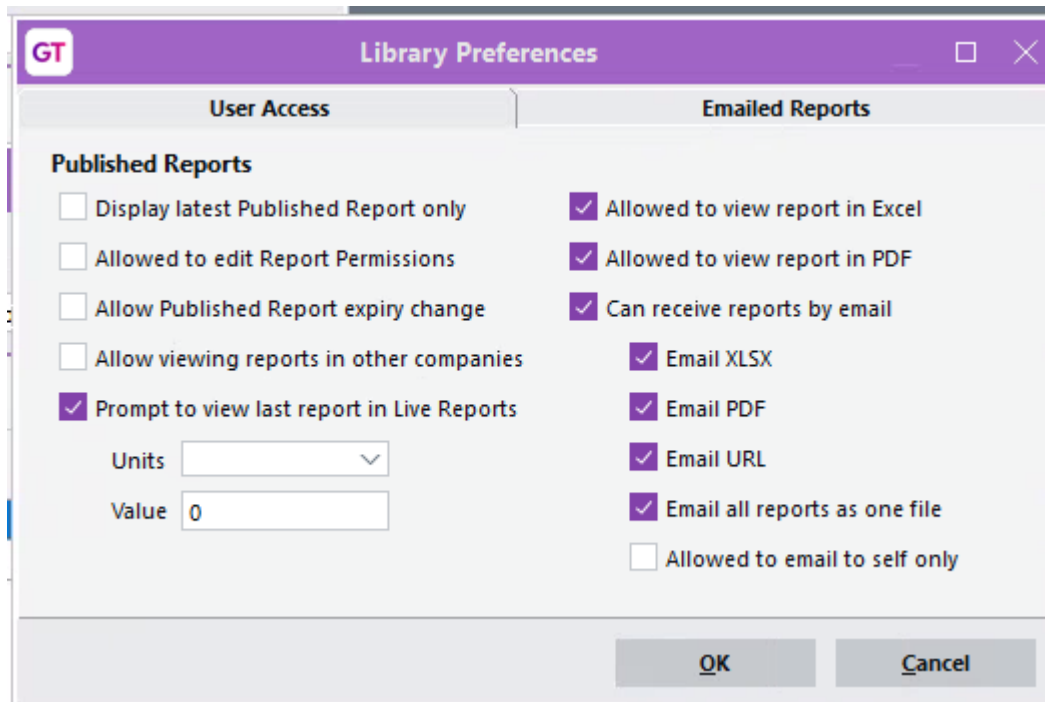 GT
Library Preferences
User Access
Emailed Reports
Published Reports
Display latest Published Report only
Allowed to edit Report Permissions
Allow Published Report expiry change
Allow viewing reports in other companies
Prompt to view last report in Live Reports
Units
Value 0
Allowed to view report in Excel
Allowed to view report in PDF
Can receive reports by email
Email XLSX
Email PDF
Email URL
Email all reports as one file
Allowed to email to self only
OK
Cancel